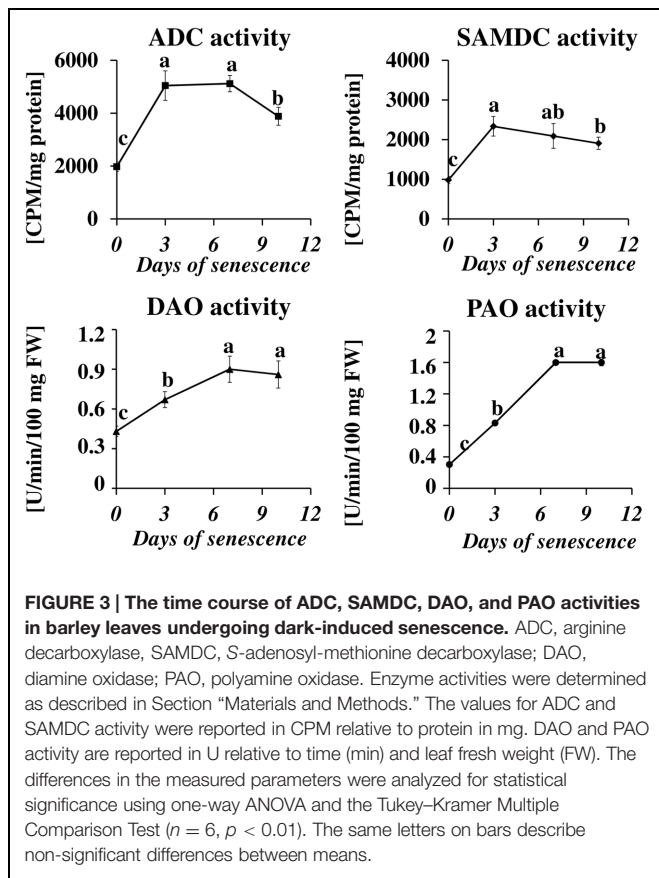 ADC activity
[CPM/mg protein]
6000
4000
2000
0
c
a
a
b
0 3 6 9 12
Days of senescence
SAMDC activity
[CPM/mg protein]
4000
3000
2000
1000
0
c
a
ab
b
0 3 6 9 12
Days of senescence
DAO activity
[U/min/100 mg FW]
1.2
0.9
0.6
0.3
0
c
b
a
a
0 3 6 9 12
Days of senescence
PAO activity
[U/min/100 mg FW]
2
1.6
1.2
0.8
0.4
0
c
b
a
a
0 3 6 9 12
Days of senescence
FIGURE 3 | The time course of ADC, SAMDC, DAO, and PAO activities
in barley leaves undergoing dark-induced senescence. ADC, arginine
decarboxylase, SAMDC, S-adenosyl-methionine decarboxylase; DAO,
diamine oxidase; PAO, polyamine oxidase. Enzyme activities were determined
as described in Section “Materials and Methods.” The values for ADC and
SAMDC activity were reported in CPM relative to protein in mg. DAO and PAO
activity are reported in U relative to time (min) and leaf fresh weight (FW). The
differences in the measured parameters were analyzed for statistical
significance using one-way ANOVA and the Tukey–Kramer Multiple
Comparison Test (n = 6, p < 0.01). The same letters on bars describe
non-significant differences between means.